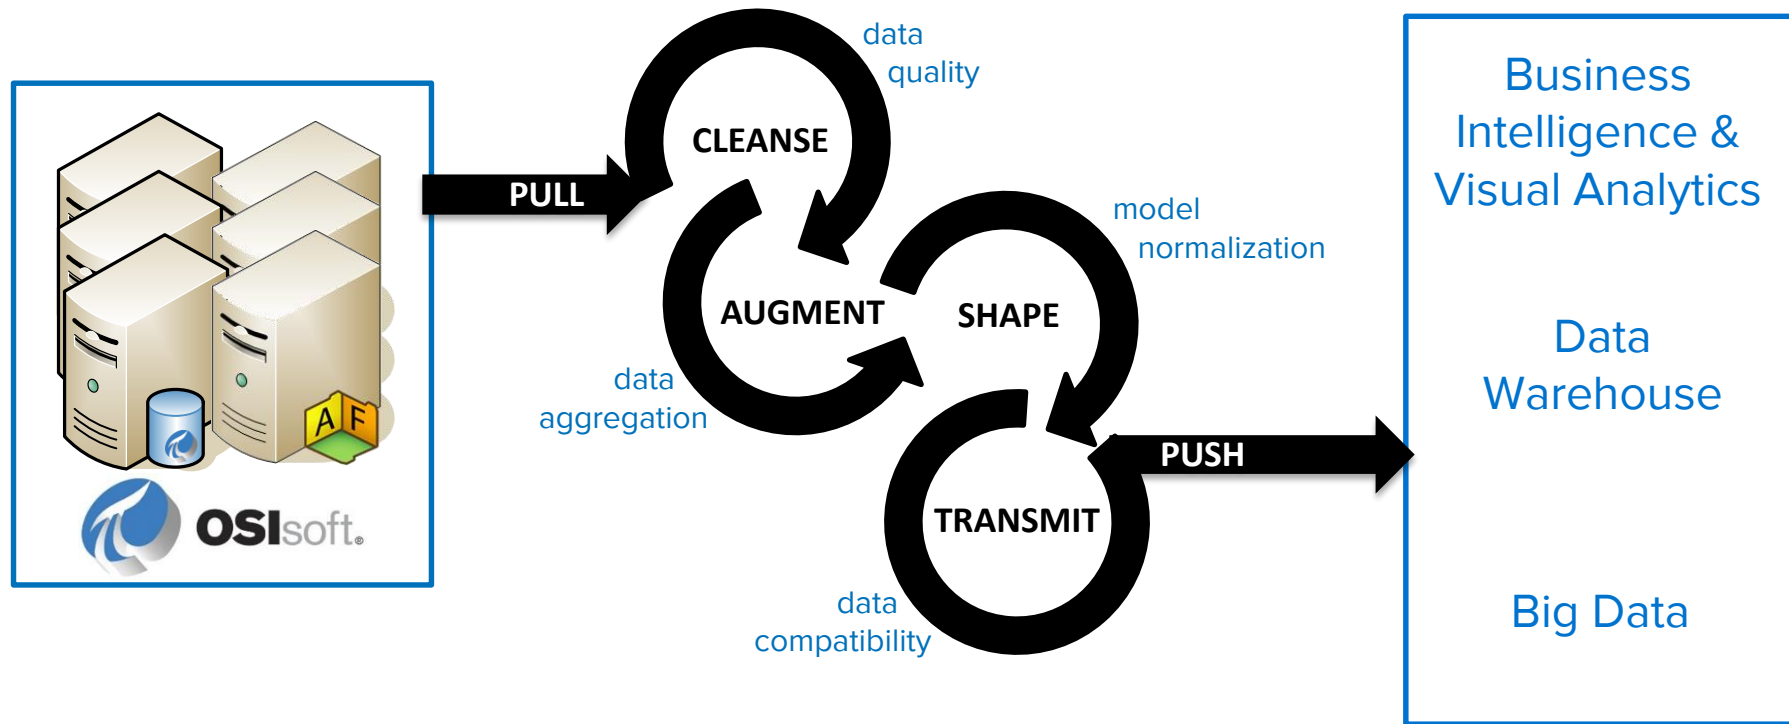 A F
OSIsoft®.
PULL
data
quality
CLEANSE
AUGMENT
data
aggregation
model
normalization
SHAPE
TRANSMIT
data
compatibility
PUSH
Business
Intelligence &
Visual Analytics
Data
Warehouse
Big Data